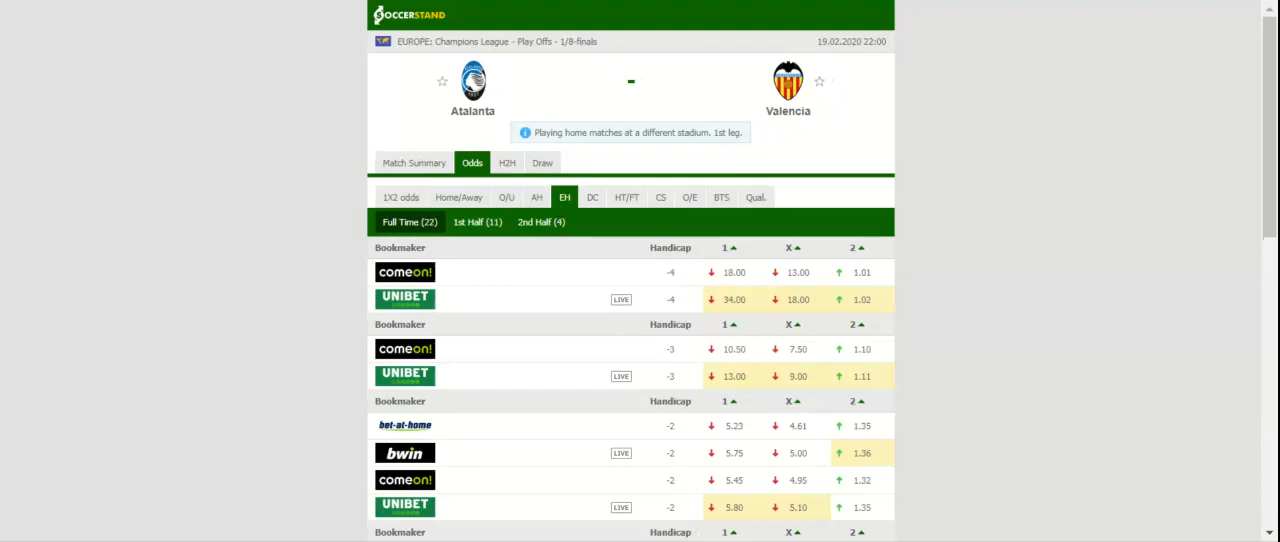 SOCCERSTAND
EUROPE: Champions League - Play Offs - 1/8-finals 19.02.2020 22:00
-
Atalanta Valencia
Playing home matches at a different stadium. 1st leg.
Match Summary Odds H2H Draw
1X2 odds Home/Away O/U AH EH DC HT/FT CS O/E BTS Qual.
Full Time (22) 1st Half (11) 2nd Half (4)
Bookmaker Handicap 1 X 2
comeon! -4 18.00 13.00 1.01
UNIBET LIVE -4 34.00 18.00 1.02
Bookmaker Handicap 1 X 2
comeon! -3 10.50 7.50 1.10
UNIBET LIVE -3 13.00 9.00 1.11
Bookmaker Handicap 1 X 2
bet-at-home -2 5.23 4.61 1.35
bwin LIVE -2 5.75 5.00 1.36
comeon! -2 5.45 4.95 1.32
UNIBET LIVE -2 5.80 5.10 1.35
Bookmaker Handicap 1 X 2